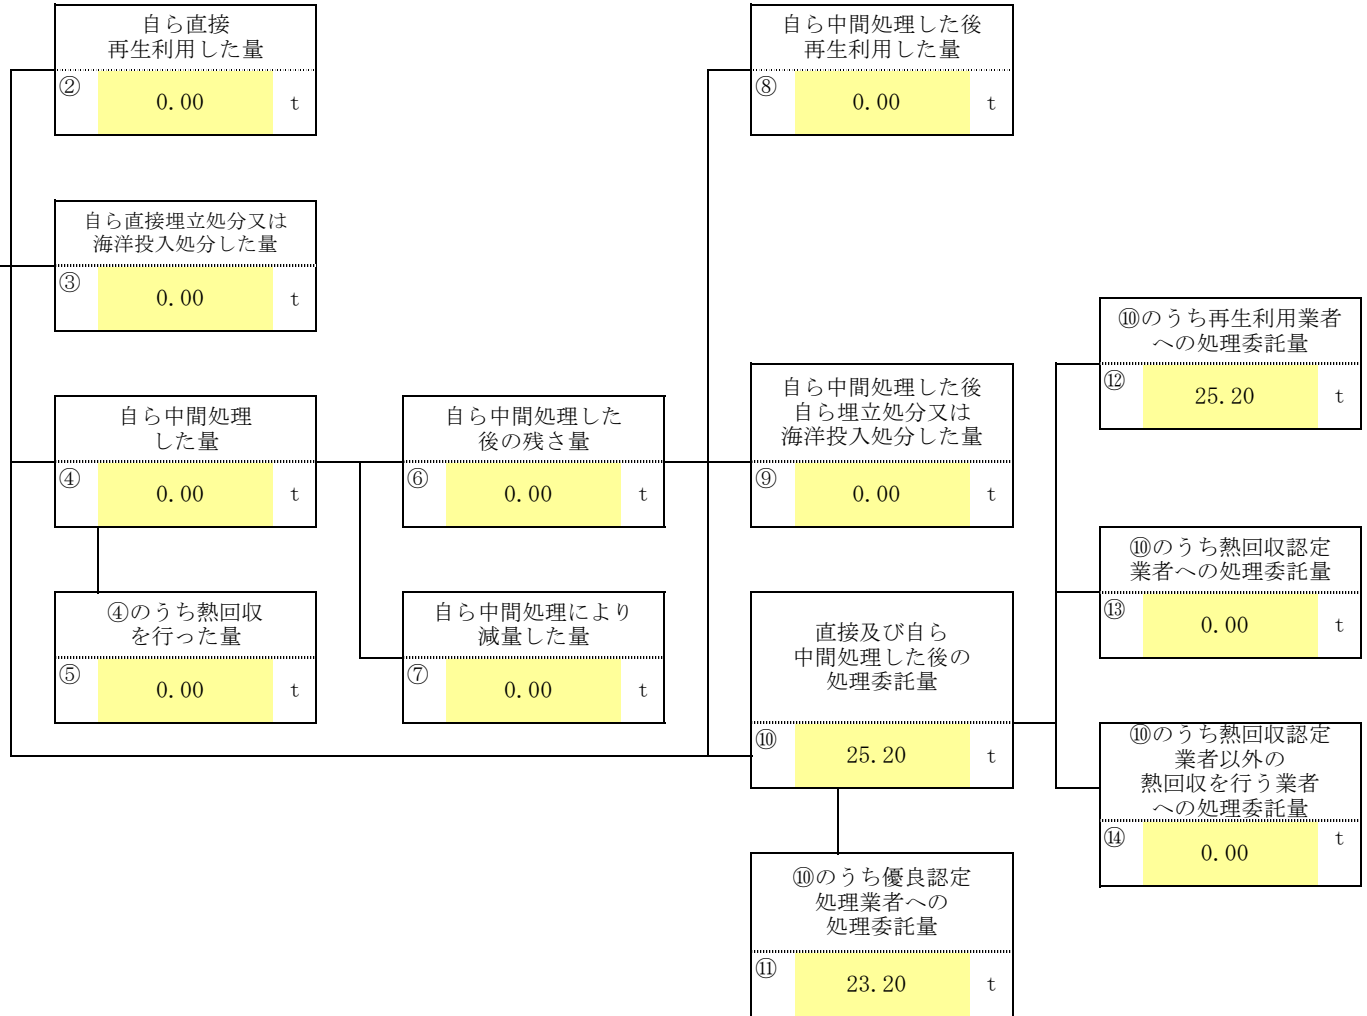 自ら直接
再生利用した量
②
0.00
t
自ら中間処理した後
再生利用した量
⑧
0.00
t
自ら直接埋立処分又は
海洋投入処分した量
③
0.00
t
⑩のうち再生利用業者
への処理委託量
⑫
25.20
t
自ら中間処理
した量
④
0.00
t
自ら中間処理した
後の残さ量
⑥
0.00
t
自ら中間処理した後
自ら埋立処分又は
海洋投入処分した量
⑨
0.00
t
⑩のうち熱回収認定
業者への処理委託量
⑬
0.00
t
④のうち熱回収
を行った量
⑤
0.00
t
自ら中間処理により
減量した量
⑦
0.00
t
直接及び自ら
中間処理した後の
処理委託量
⑩
25.20
t
⑩のうち熱回収認定
業者以外の
熱回収を行う業者
への処理委託量
⑭
0.00
t
⑩のうち優良認定
処理業者への
処理委託量
⑪
23.20
t